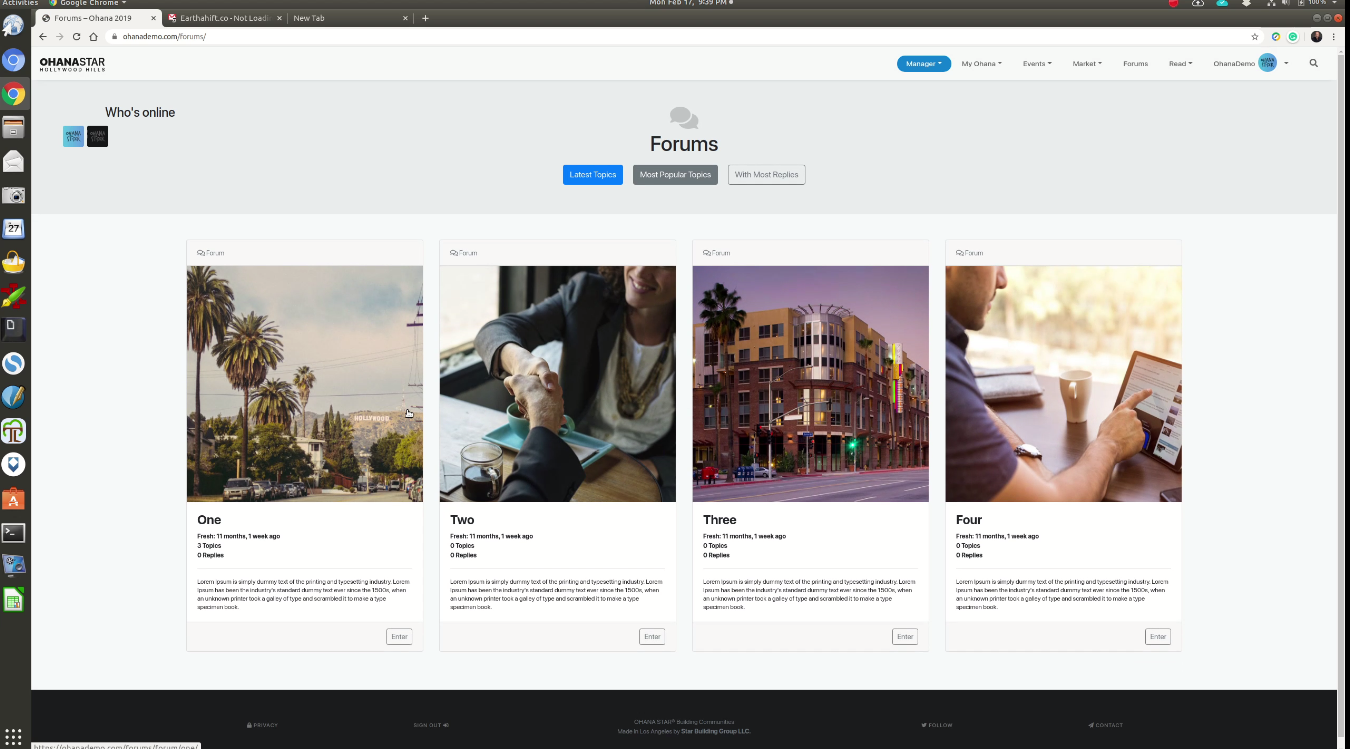 Activities
Google Chrome
Mon Feb 17, 9:39 PM
100 %
Forums – Ohana 2019
Earthahift.co - Not Loadin
New Tab
ohanademo.com/forums/
OHANASTAR
HOLLYWOOD HILLS
Manager
My Ohana
Events
Market
Forums
Read
OhanaDemo
Who's online
Forums
Latest Topics
Most Popular Topics
With Most Replies
Forum
Forum
Forum
Forum
HOLLYWOOD
One
Fresh: 11 months, 1 week ago
3 Topics
0 Replies
Lorem Ipsum is simply dummy text of the printing and typesetting industry. Lorem
Ipsum has been the industry's standard dummy text ever since the 1500s, when
an unknown printer took a galley of type and scrambled it to make a type
specimen book.
Enter
Two
Fresh: 11 months, 1 week ago
0 Topics
0 Replies
Lorem Ipsum is simply dummy text of the printing and typesetting industry. Lorem
Ipsum has been the industry's standard dummy text ever since the 1500s, when
an unknown printer took a galley of type and scrambled it to make a type
specimen book.
Enter
Three
Fresh: 11 months, 1 week ago
0 Topics
0 Replies
Lorem Ipsum is simply dummy text of the printing and typesetting industry. Lorem
Ipsum has been the industry's standard dummy text ever since the 1500s, when
an unknown printer took a galley of type and scrambled it to make a type
specimen book.
Enter
Four
Fresh: 11 months, 1 week ago
0 Topics
0 Replies
Lorem Ipsum is simply dummy text of the printing and typesetting industry. Lorem
Ipsum has been the industry's standard dummy text ever since the 1500s, when
an unknown printer took a galley of type and scrambled it to make a type
specimen book.
Enter
PRIVACY
SIGN OUT
OHANA STAR® Building Communities
Made in Los Angeles by Star Building Group LLC.
FOLLOW
CONTACT
27
https://ohanademo.com/forums/forum/one/